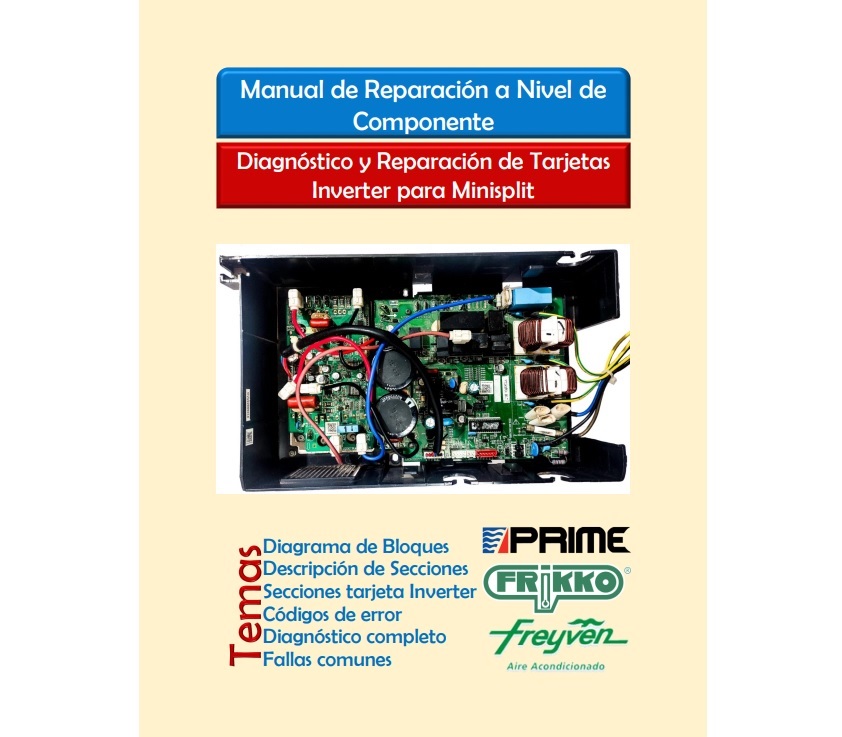 Manual de Reparación a Nivel de
Componente
Diagnóstico y Reparación de Tarjetas
Inverter para Minisplit
Temas
Diagrama de Bloques
Descripción de Secciones
Secciones tarjeta Inverter
Códigos de error
Diagnóstico completo
Fallas comunes
PRIME
FRIKKO®
Freyvën
Aire Acondicionado